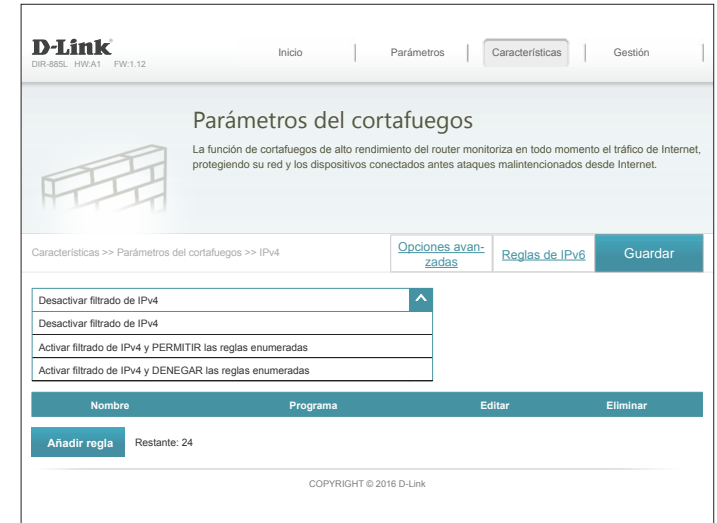 D-Link
DIR-885L HW:A1 FW:1.12
Inicio
Parámetros
Características
Gestión
Parámetros del cortafuegos
La función de cortafuegos de alto rendimiento del router monitoriza en todo momento el tráfico de Internet,
protegiendo su red y los dispositivos conectados antes ataques malintencionados desde Internet.
Características >> Parámetros del cortafuegos >> IPv4
Opciones avan-
zadas
Reglas de IPv6
Guardar
Desactivar filtrado de IPv4
Desactivar filtrado de IPv4
Activar filtrado de IPv4 y PERMITIR las reglas enumeradas
Activar filtrado de IPv4 y DENEGAR las reglas enumeradas
Nombre
Programa
Editar
Eliminar
Añadir regla
Restante: 24
COPYRIGHT © 2016 D-Link